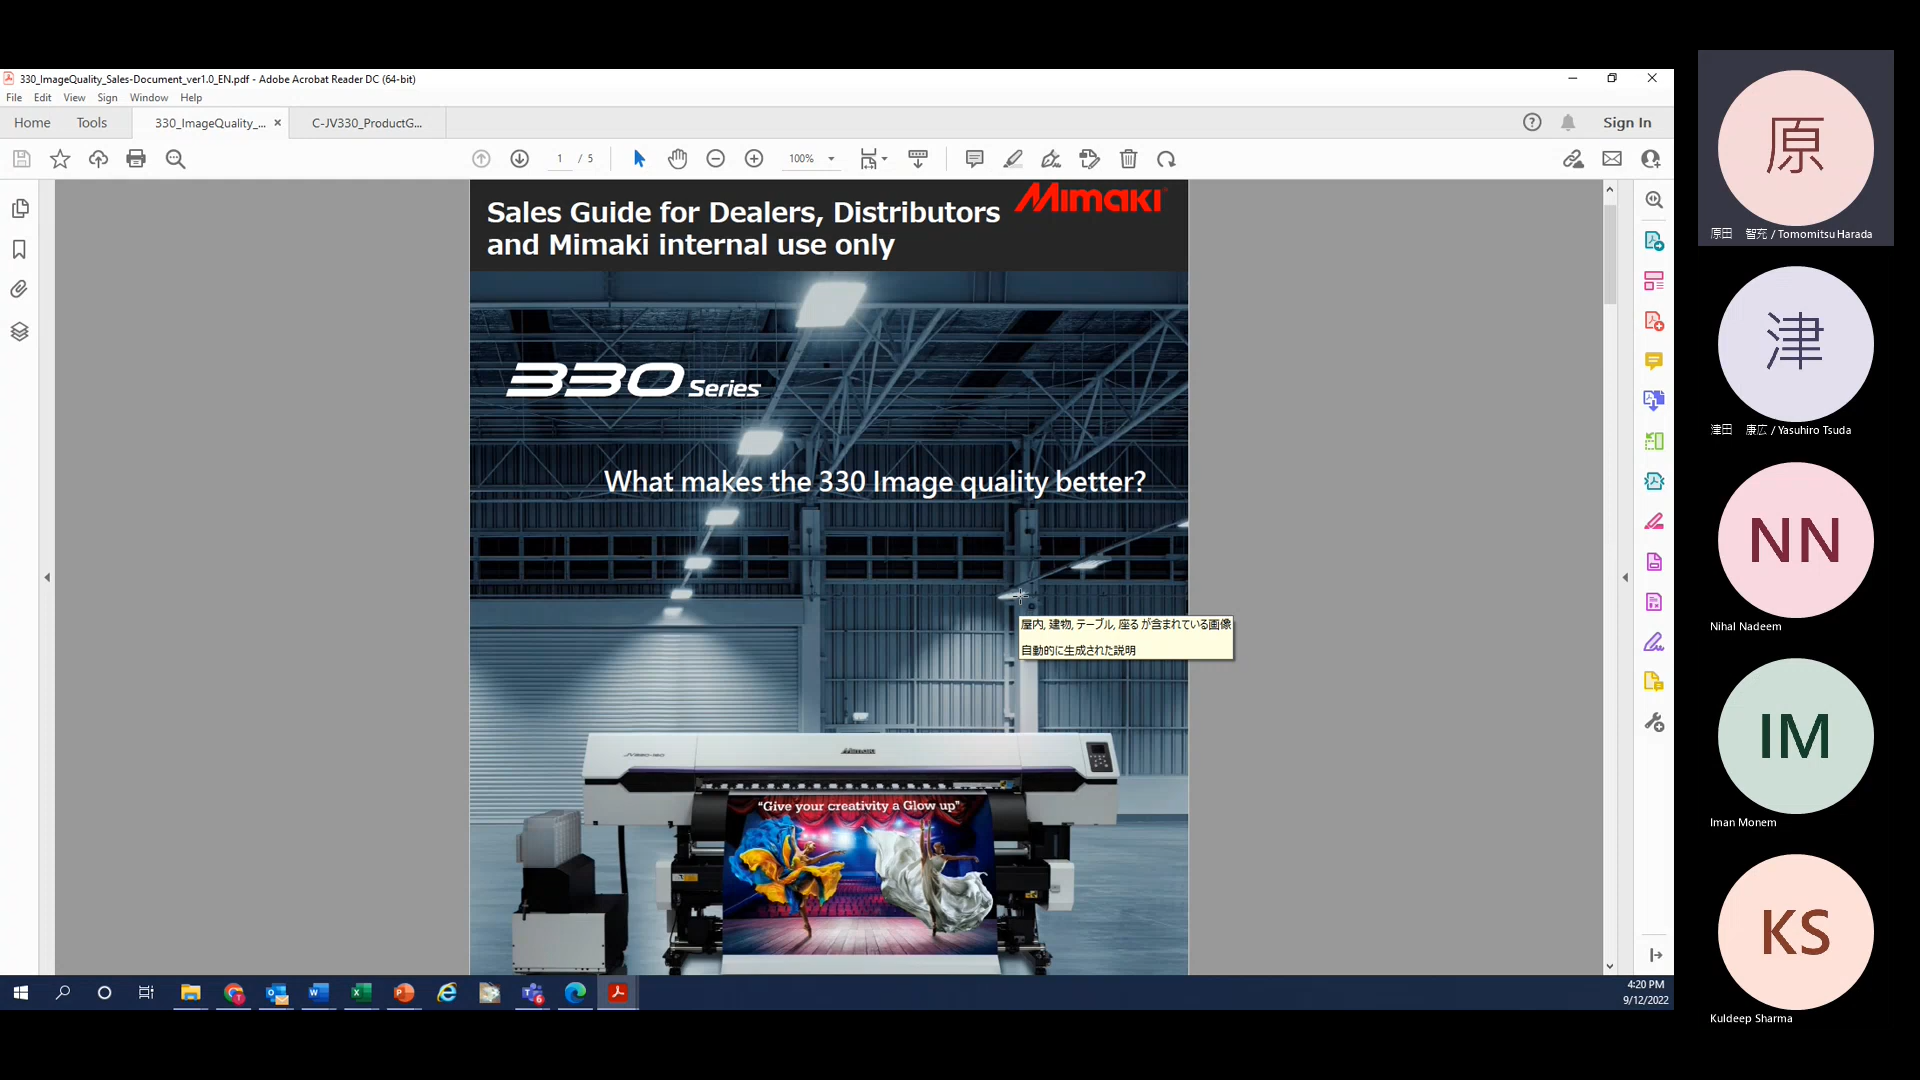 330_ImageQuality_Sales-Document_ver1.0_EN.pdf - Adobe Acrobat Reader DC (64-bit)
File Edit View Sign Window Help
Home Tools 330_ImageQuality_... × C-JV330_ProductG... Sign In
1 / 5 100%
Sales Guide for Dealers, Distributors
and Mimaki internal use only
Mimaki
330 Series
What makes the 330 Image quality better?
屋内, 建物, テーブル, 座る が含まれている画像
自動的に生成された説明
JV330-160
Mimaki
"Give your creativity a Glow up"
4:20 PM
9/12/2022
原
原田 智充 / Tomomitsu Harada
津
津田 康広 / Yasuhiro Tsuda
NN
Nihal Nadeem
IM
Iman Monem
KS
Kuldeep Sharma